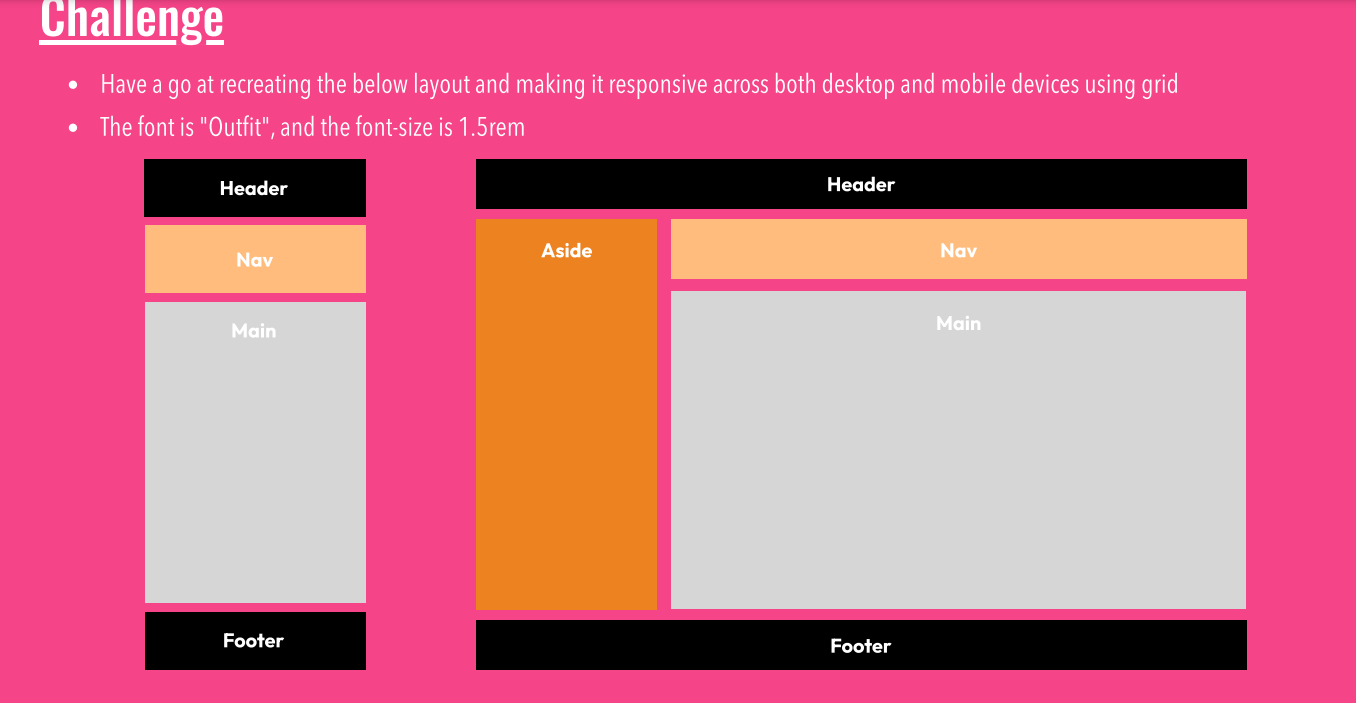 Challenge
Have a go at recreating the below layout and making it responsive across both desktop and mobile devices using grid
The font is "Outfit", and the font-size is 1.5rem
Header
Nav
Main
Footer
Header
Aside
Nav
Main
Footer